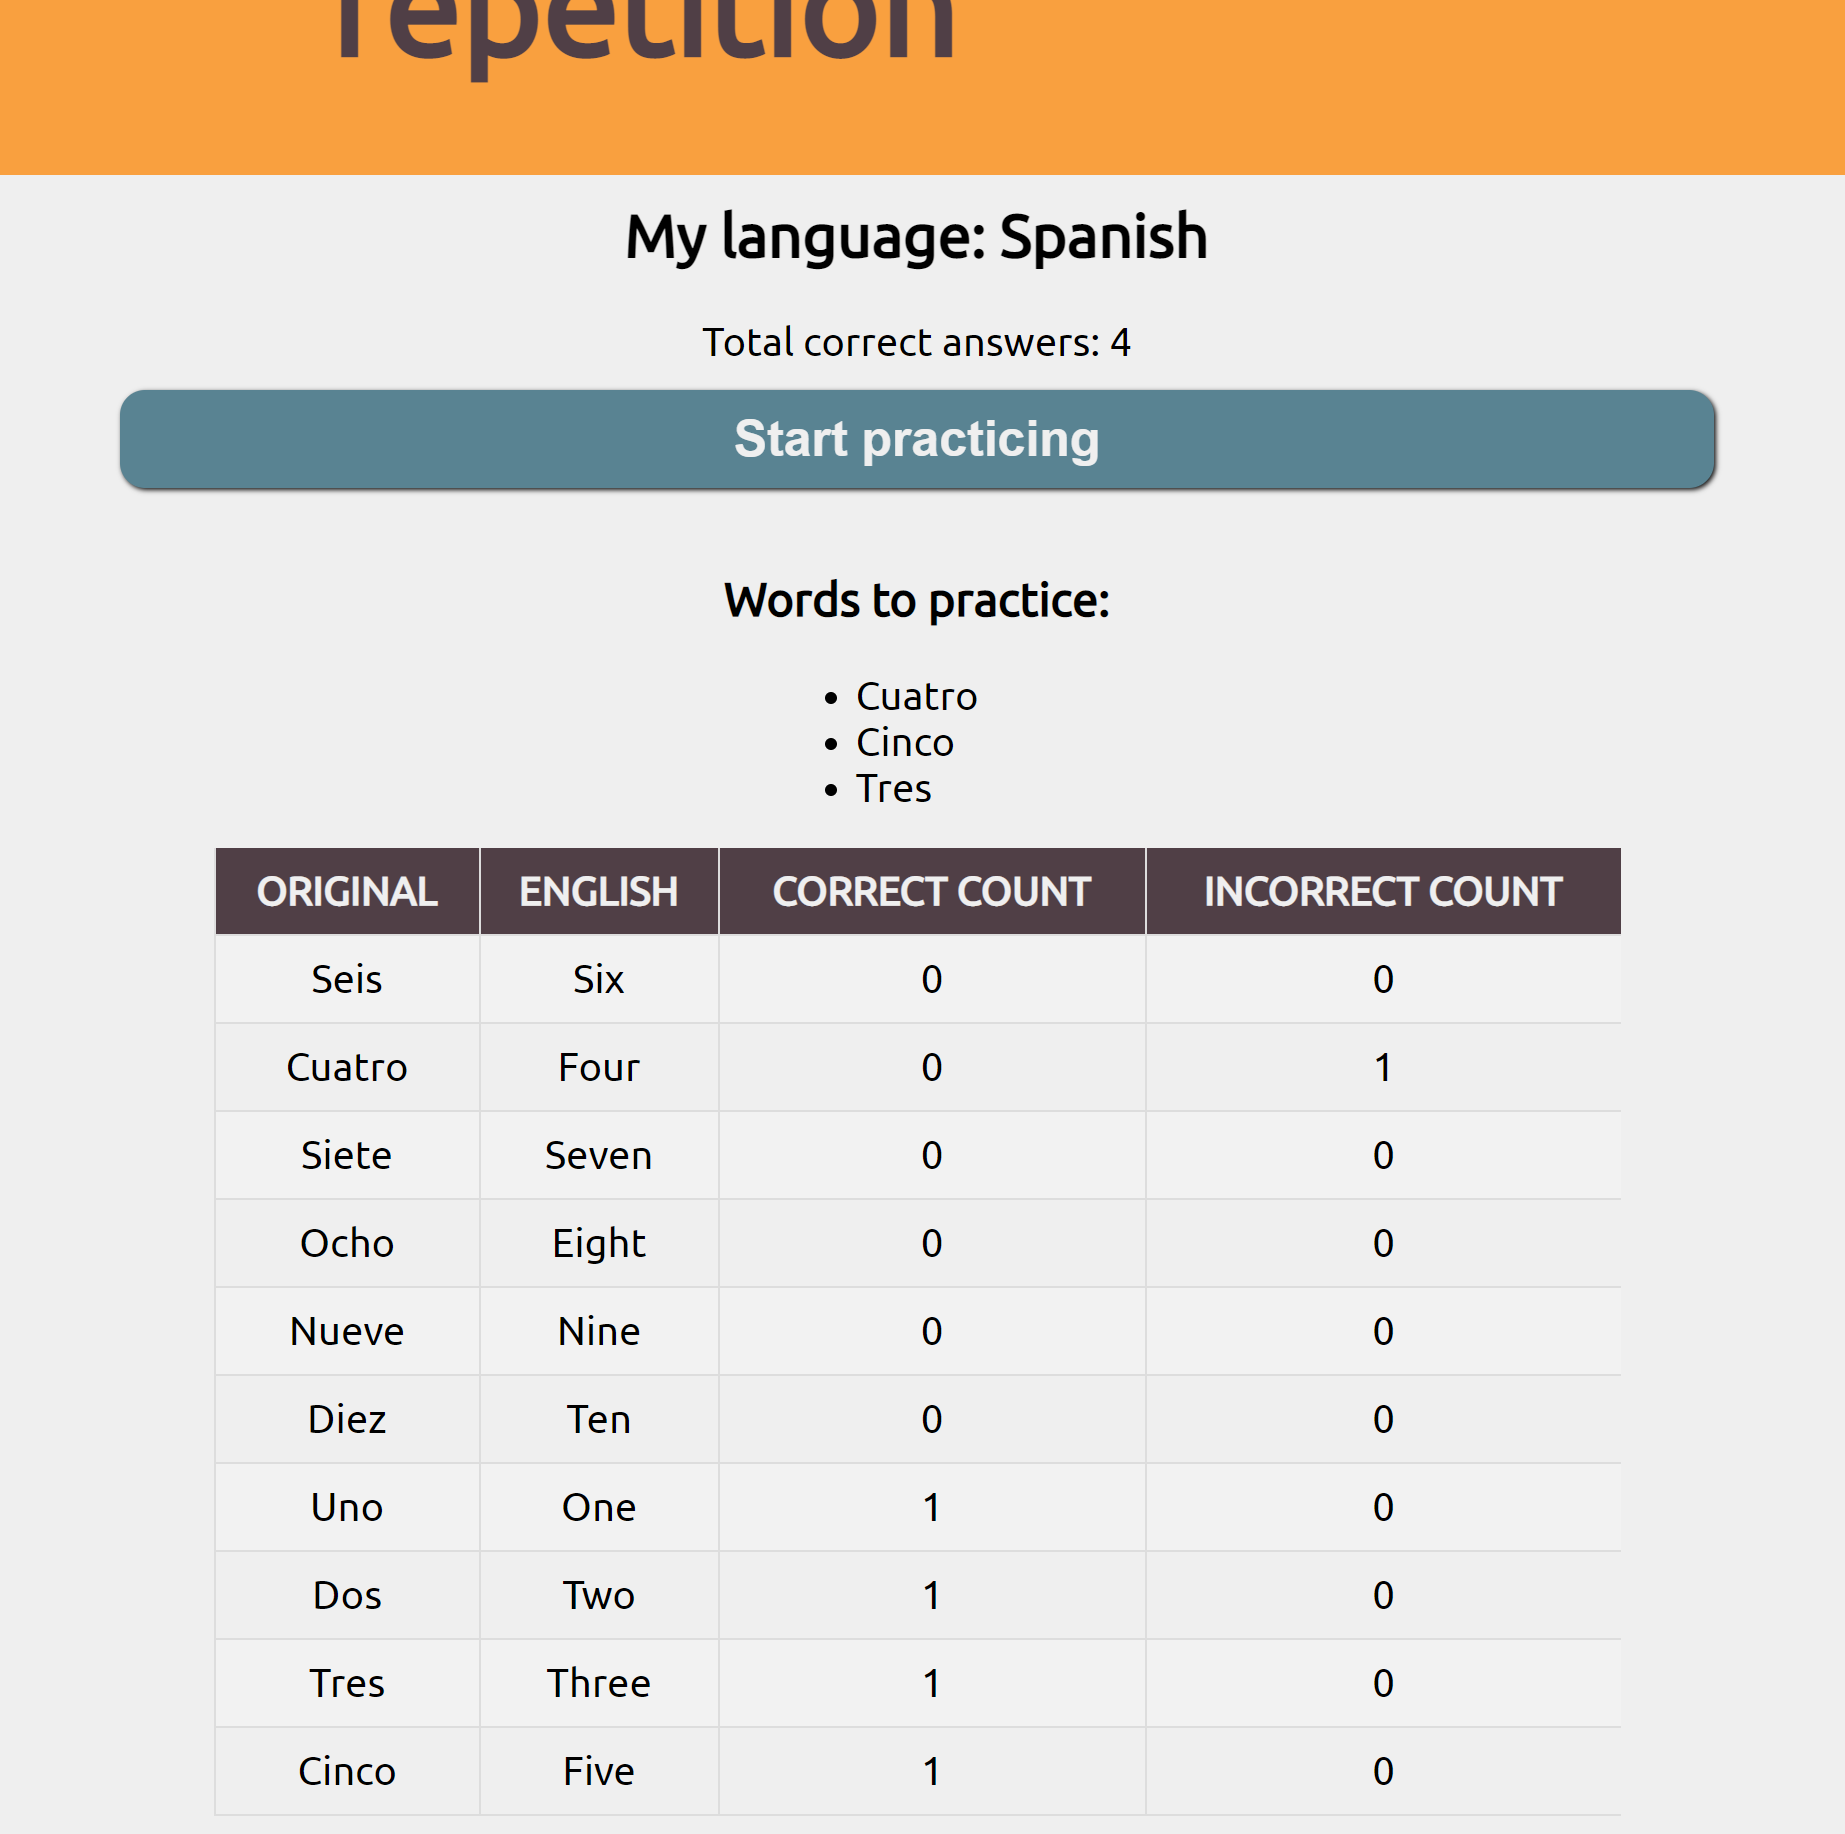 repetition
My language: Spanish
Total correct answers: 4
Start practicing
Words to practice:
• Cuatro
• Cinco
• Tres
ORIGINAL ENGLISH CORRECT COUNT INCORRECT COUNT
Seis Six 0 0
Cuatro Four 0 1
Siete Seven 0 0
Ocho Eight 0 0
Nueve Nine 0 0
Diez Ten 0 0
Uno One 1 0
Dos Two 1 0
Tres Three 1 0
Cinco Five 1 0